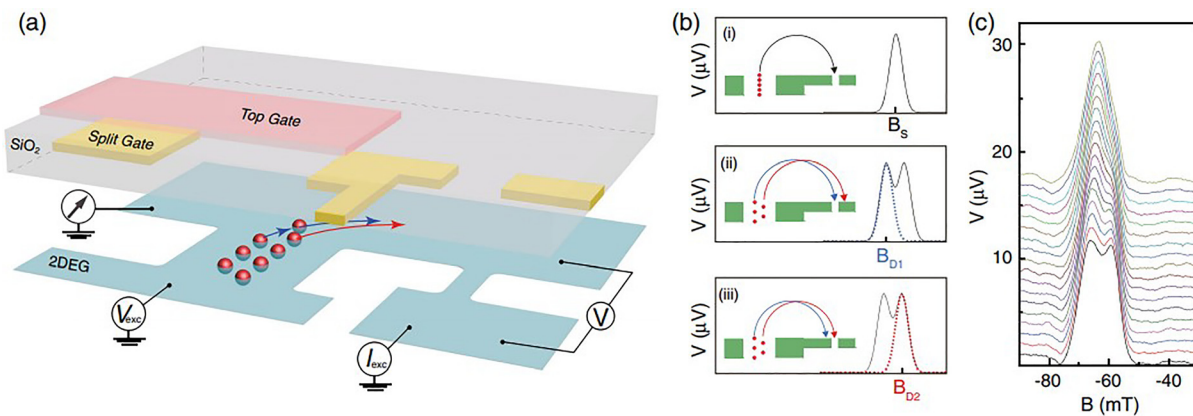 (a)
Top Gate
Split Gate
SiO₂
2DEG
Vexc
Iexc
V
(b)
(i)
V (μV)
BS
(ii)
V (μV)
BD1
(iii)
V (μV)
BD2
(c)
30
20
10
V (μV)
-80 -60 -40
B (mT)